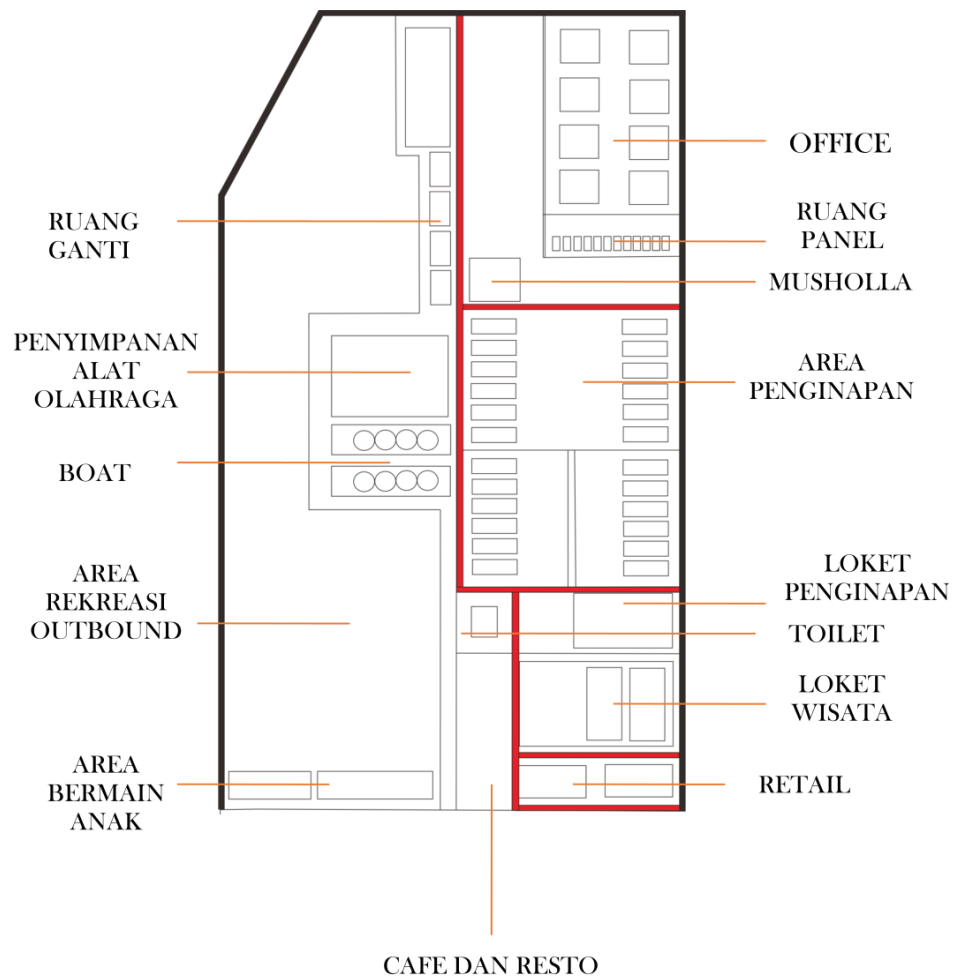 OFFICE
RUANG
PANEL
RUANG
GANTI
MUSHOLLA
PENYIMPANAN
ALAT
OLAHRAGA
AREA
PENGINAPAN
BOAT
LOKET
PENGINAPAN
AREA
REKREASI
OUTBOUND
TOILET
LOKET
WISATA
AREA
BERMAIN
ANAK
RETAIL
CAFE DAN RESTO